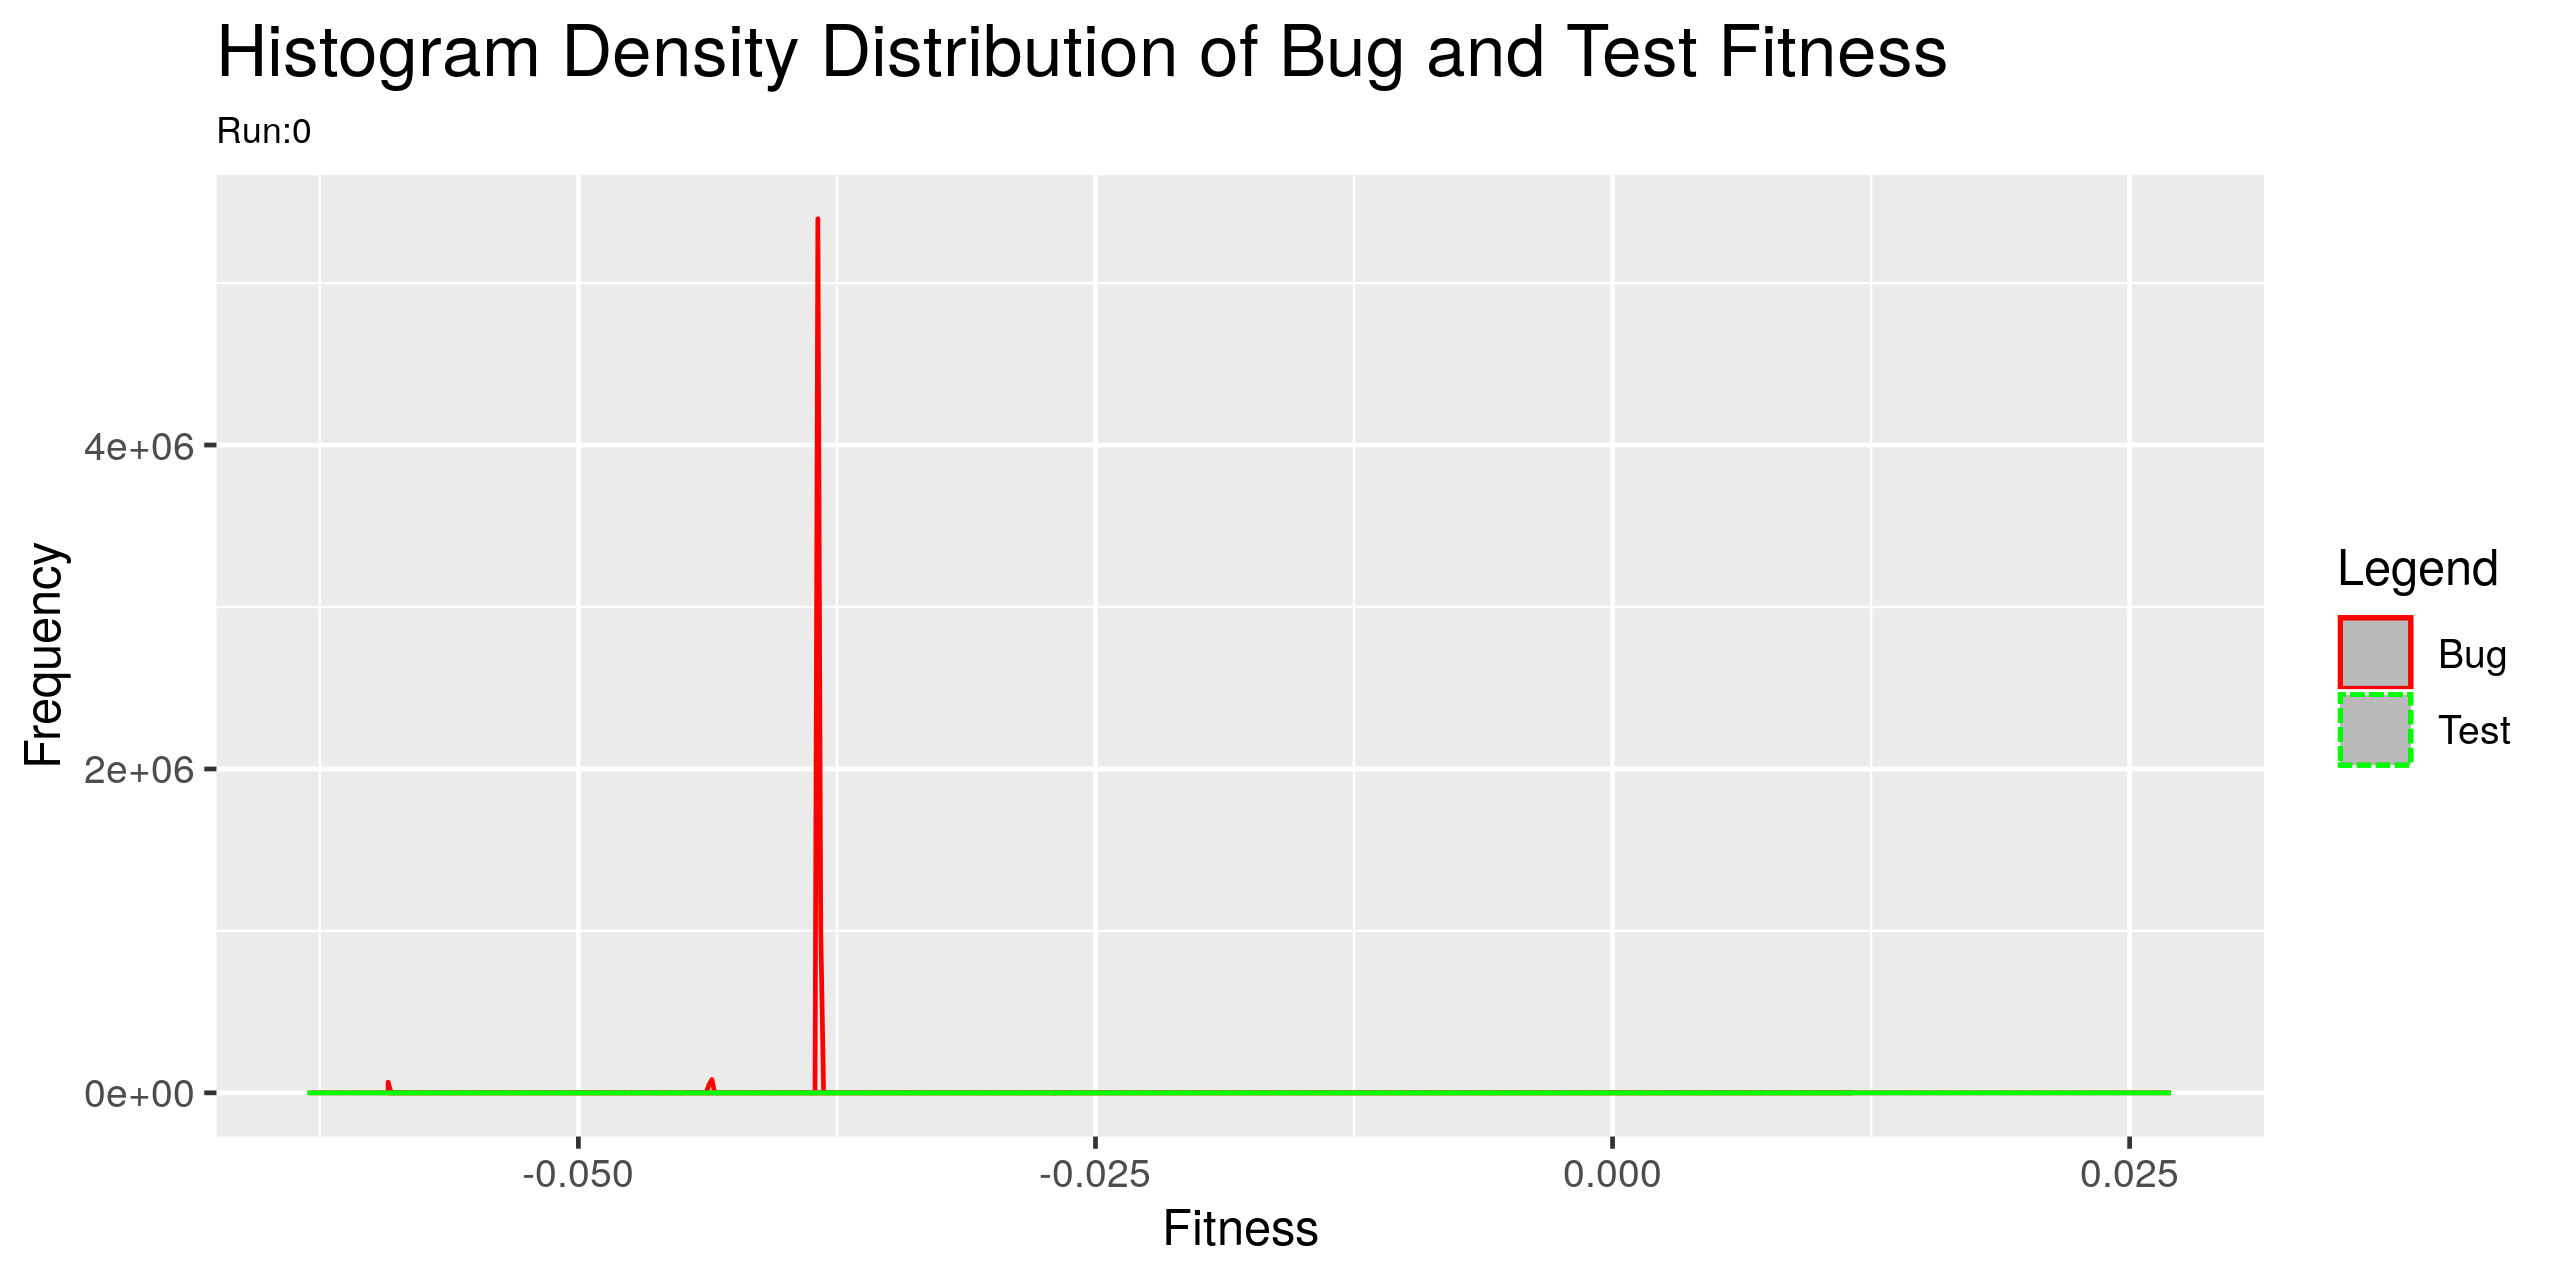 Histogram Density Distribution of Bug and Test Fitness
Run:0
Frequency
4e+06
2e+06
0e+00
-0.050
-0.025
0.000
0.025
Fitness
Legend
Bug
Test